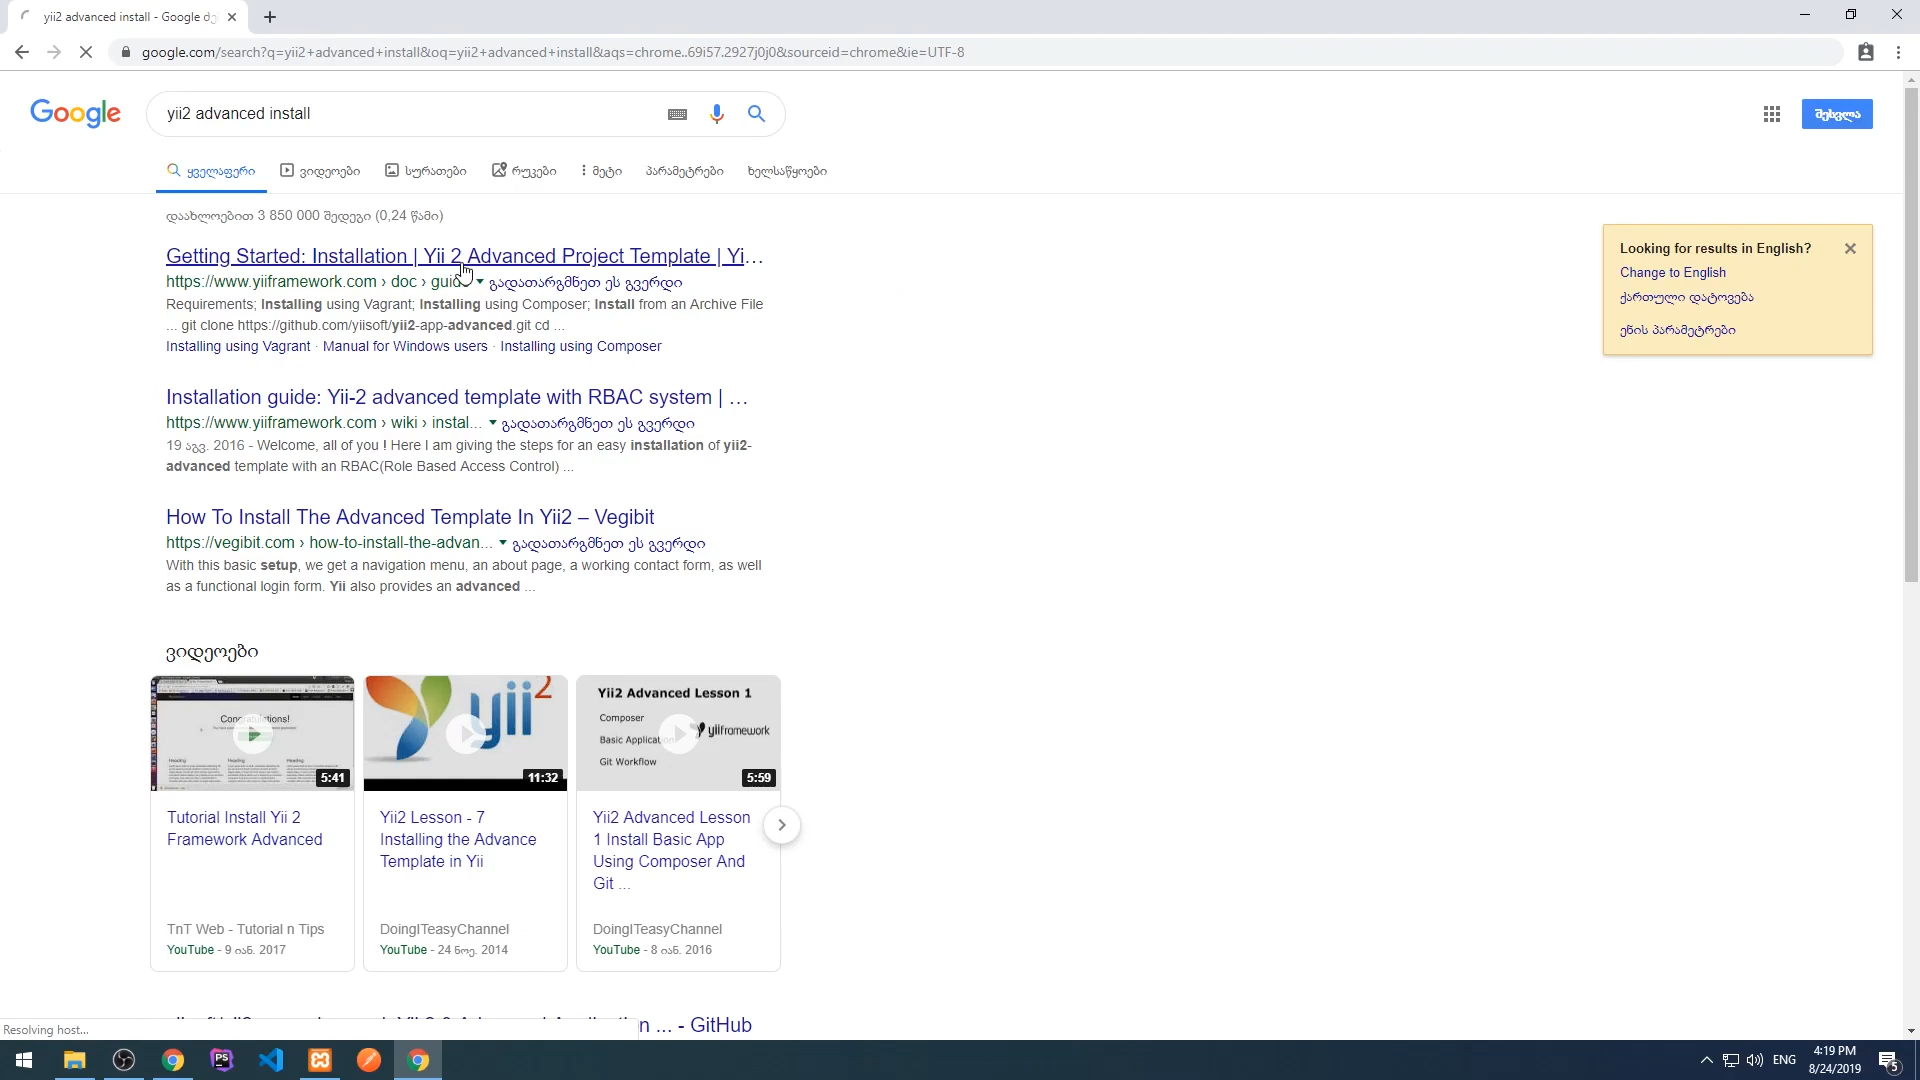 yii2 advanced install - Google ძე
google.com/search?q=yii2+advanced+install&oq=yii2+advanced+install&aqs=chrome..69i57.2927j0j0&sourceid=chrome&ie=UTF-8
Google
yii2 advanced install
შესვლა
ყველაფერი
ვიდეოები
სურათები
რუკები
მეტი
პარამეტრები
ხელსაწყოები
დაახლოებით 3 850 000 შედეგი (0,24 წამი)
Getting Started: Installation | Yii 2 Advanced Project Template | Yi...
https://www.yiiframework.com › doc › guide გადათარგმნეთ ეს გვერდი
Requirements; Installing using Vagrant; Installing using Composer; Install from an Archive File
... git clone https://github.com/yiisoft/yii2-app-advanced.git cd ...
Installing using Vagrant · Manual for Windows users · Installing using Composer
Looking for results in English?
Change to English
ქართული დატოვება
ენის პარამეტრები
Installation guide: Yii-2 advanced template with RBAC system | ...
https://www.yiiframework.com › wiki › instal... გადათარგმნეთ ეს გვერდი
19 აგვ. 2016 - Welcome, all of you ! Here I am giving the steps for an easy installation of yii2-
advanced template with an RBAC(Role Based Access Control) ...
How To Install The Advanced Template In Yii2 – Vegibit
https://vegibit.com › how-to-install-the-advan... გადათარგმნეთ ეს გვერდი
With this basic setup, we get a navigation menu, an about page, a working contact form, as well
as a functional login form. Yii also provides an advanced ...
ვიდეოები
Congratulations!
5:41
Tutorial Install Yii 2
Framework Advanced
TnT Web - Tutorial n Tips
YouTube - 9 იან. 2017
yii2
11:32
Yii2 Lesson - 7
Installing the Advance
Template in Yii
DoingITeasyChannel
YouTube - 24 ნოე. 2014
Yii2 Advanced Lesson 1
Composer
Basic Application
Git Workflow
yiiframework
5:59
Yii2 Advanced Lesson
1 Install Basic App
Using Composer And
Git ...
DoingITeasyChannel
YouTube - 8 იან. 2016
... - GitHub
Resolving host...
PS
ENG
4:19 PM
8/24/2019
5